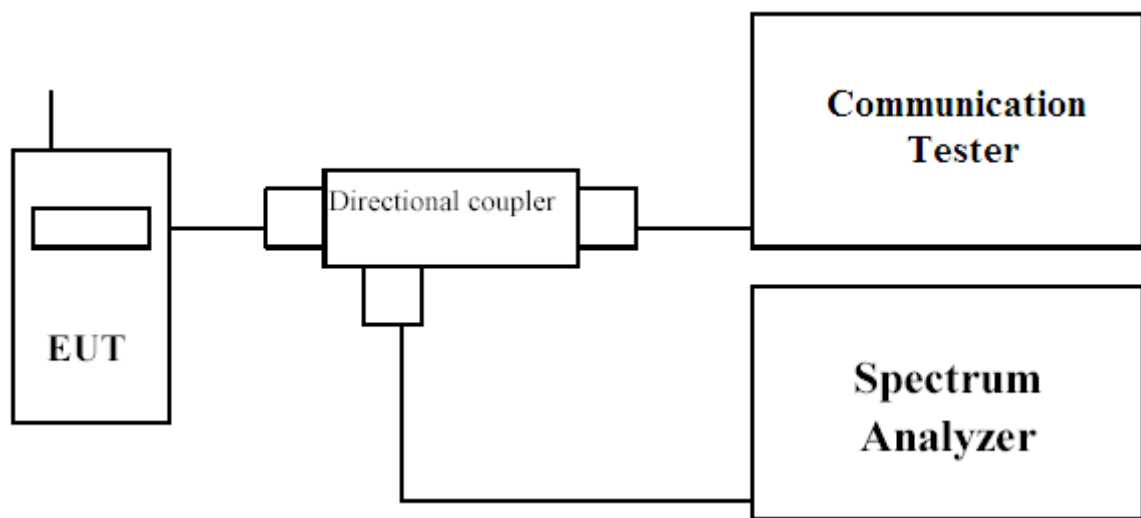 Communication
Tester
Directional coupler
EUT
Spectrum
Analyzer